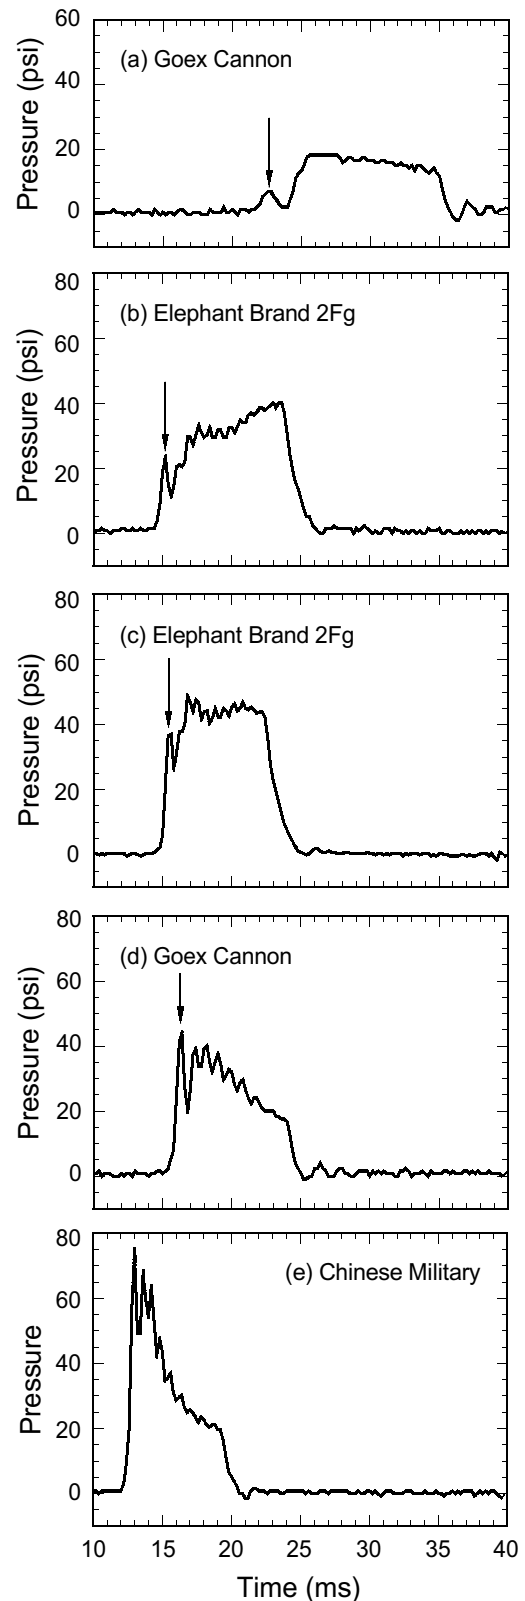 60
(a) Goex Cannon
40
20
0
Pressure (psi)
80
(b) Elephant Brand 2Fg
60
40
20
0
Pressure (psi)
80
(c) Elephant Brand 2Fg
60
40
20
0
Pressure (psi)
80
(d) Goex Cannon
60
40
20
0
Pressure (psi)
80
(e) Chinese Military
60
40
20
0
Pressure
10 15 20 25 30 35 40
Time (ms)